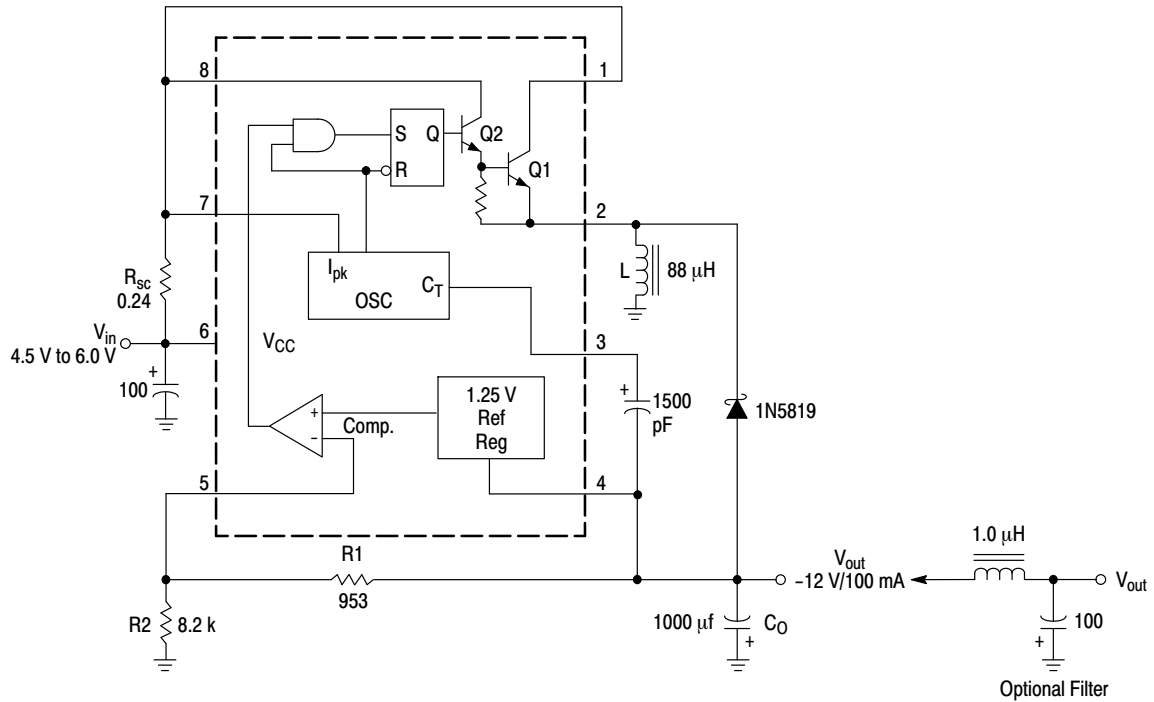 8
1
S
Q
Q2
R
Q1
7
2
Ipk
OSC
CT
L
88 μH
Rsc
0.24
Vin
4.5 V to 6.0 V
6
VCC
3
100
+
+
1500
pF
1N5819
1.25 V
Ref
Reg
+
–
Comp.
5
4
R1
953
R2
8.2 k
Vout
–12 V/100 mA
1.0 μH
Vout
1000 μf
+
CO
100
+
Optional Filter